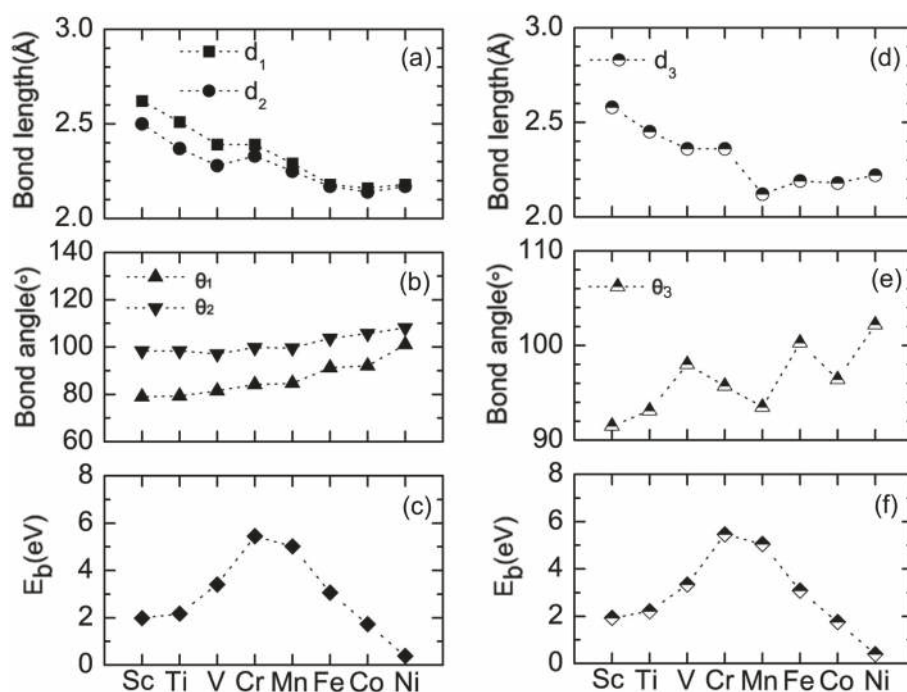 3.0
2.5
2.0
Bond length(Å)
d1
d2
(a)
3.0
2.5
2.0
Bond length(Å)
d3
(d)
140
120
100
80
60
Bond angle(°)
θ1
θ2
(b)
110
100
90
Bond angle(°)
θ3
(e)
8
6
4
2
0
Eb(eV)
(c)
Sc Ti V Cr Mn Fe Co Ni
8
6
4
2
0
Eb(eV)
(f)
Sc Ti V Cr Mn Fe Co Ni